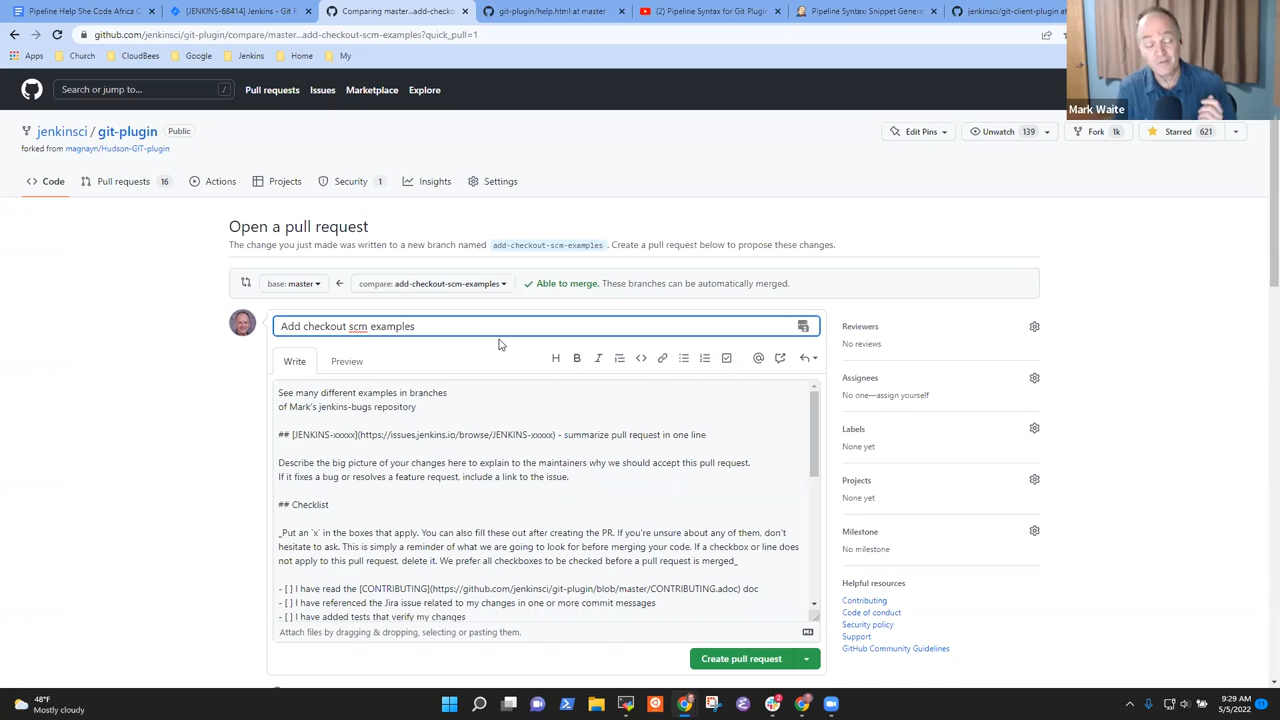 Pipeline Help She Code Africa C
[JENKINS-68414] Jenkins - Git P
Comparing master...add-checkout
git-plugin/help.html at master
Pipeline Syntax for Git Plugin
Pipeline Syntax: Snippet Genera
jenkinsci/git-client-plugin at
github.com/jenkinsci/git-plugin/compare/master...add-checkout-scm-examples?quick_pull=1
Apps
Church
CloudBees
Google
Jenkins
Home
My
Mark Waite
Search or jump to...
/
Pull requests
Issues
Marketplace
Explore
jenkinsci / git-plugin
Public
forked from magnayn/Hudson-GIT-plugin
Edit Pins
Unwatch 139
Fork 1k
Starred 621
Code
Pull requests 16
Actions
Projects
Security 1
Insights
Settings
Open a pull request
The change you just made was written to a new branch named add-checkout-scm-examples. Create a pull request below to propose these changes.
base: master
compare: add-checkout-scm-examples
Able to merge. These branches can be automatically merged.
Add checkout scm examples
Write
Preview
See many different examples in branches
of Mark's jenkins-bugs repository
## [JENKINS-xxxxx](https://issues.jenkins.io/browse/JENKINS-xxxxx) - summarize pull request in one line
Describe the big picture of your changes here to explain to the maintainers why we should accept this pull request.
If it fixes a bug or resolves a feature request, include a link to the issue.
## Checklist
_Put an `x` in the boxes that apply. You can also fill these out after creating the PR. If you're unsure about any of them, don't
hesitate to ask. This is simply a reminder of what we are going to look for before merging your code. If a checkbox or line does
not apply to this pull request, delete it. We prefer all checkboxes to be checked before a pull request is merged_
- [ ] I have read the [CONTRIBUTING](https://github.com/jenkinsci/git-plugin/blob/master/CONTRIBUTING.adoc) doc
- [ ] I have referenced the Jira issue related to my changes in one or more commit messages
- [ ] I have added tests that verify my changes
Attach files by dragging & dropping, selecting or pasting them.
Create pull request
Reviewers
No reviews
Assignees
No one—assign yourself
Labels
None yet
Projects
None yet
Milestone
No milestone
Helpful resources
Contributing
Code of conduct
Security policy
Support
GitHub Community Guidelines
48°F
Mostly cloudy
9:29 AM
5/5/2022